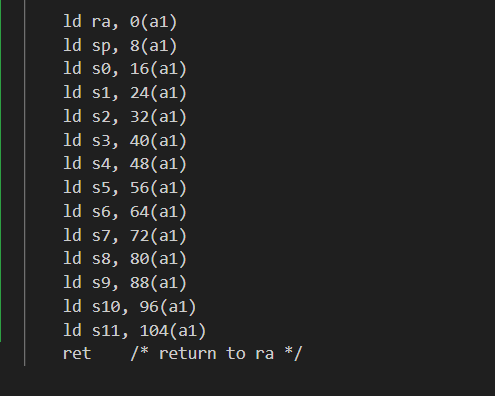 ld ra, 0(a1)
ld sp, 8(a1)
ld s0, 16(a1)
ld s1, 24(a1)
ld s2, 32(a1)
ld s3, 40(a1)
ld s4, 48(a1)
ld s5, 56(a1)
ld s6, 64(a1)
ld s7, 72(a1)
ld s8, 80(a1)
ld s9, 88(a1)
ld s10, 96(a1)
ld s11, 104(a1)
ret    /* return to ra */